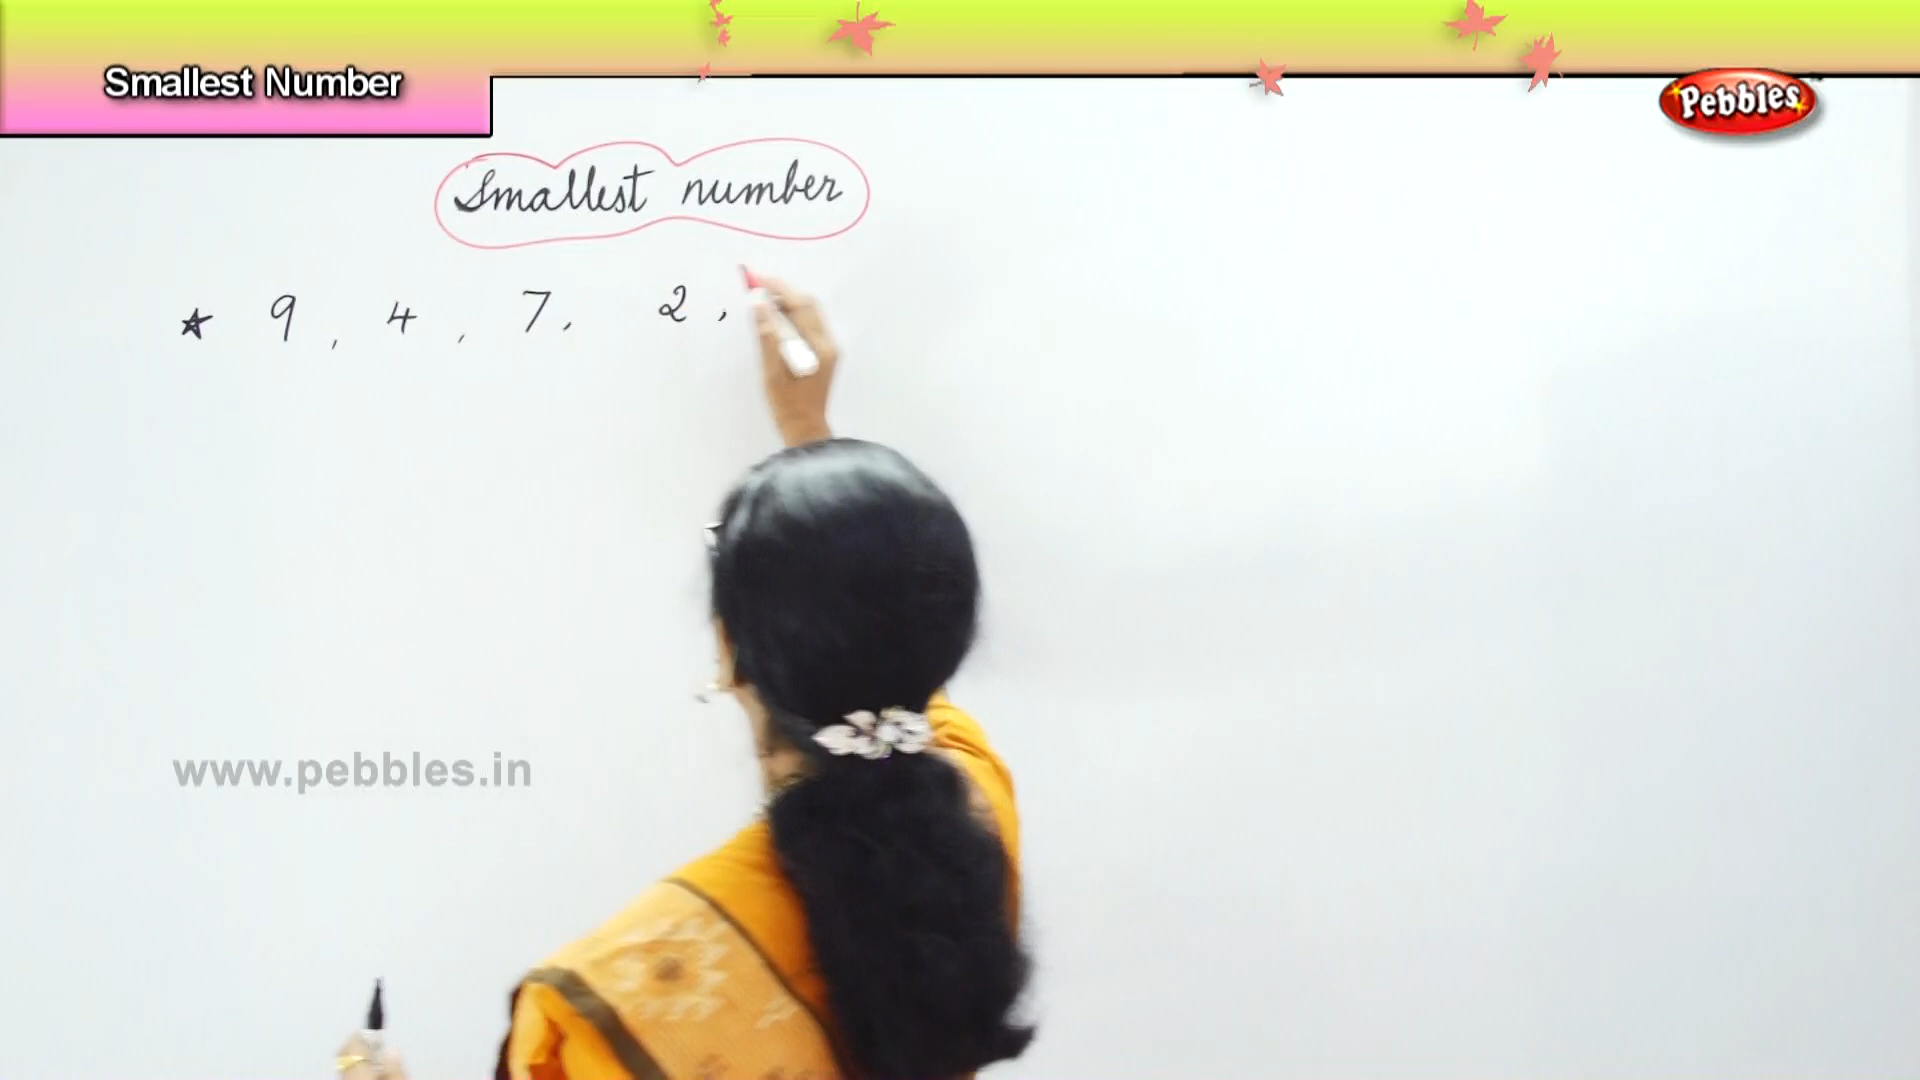 Smallest Number
Pebbles
Smallest number
★ 9, 4, 7, 2,
www.pebbles.in